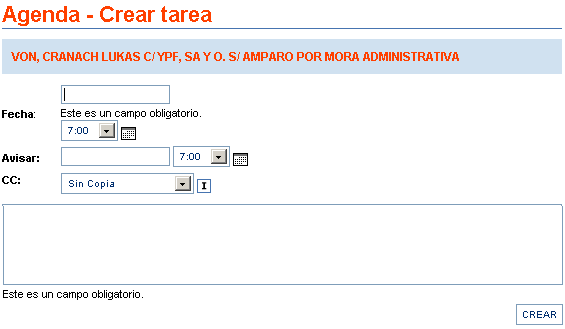 Agenda - Crear tarea
VON, CRANACH LUKAS C/ YPF, SA Y O. S/ AMPARO POR MORA ADMINISTRATIVA
Fecha:
Este es un campo obligatorio.
7:00
Avisar:
7:00
CC:
Sin Copia
I
Este es un campo obligatorio.
CREAR